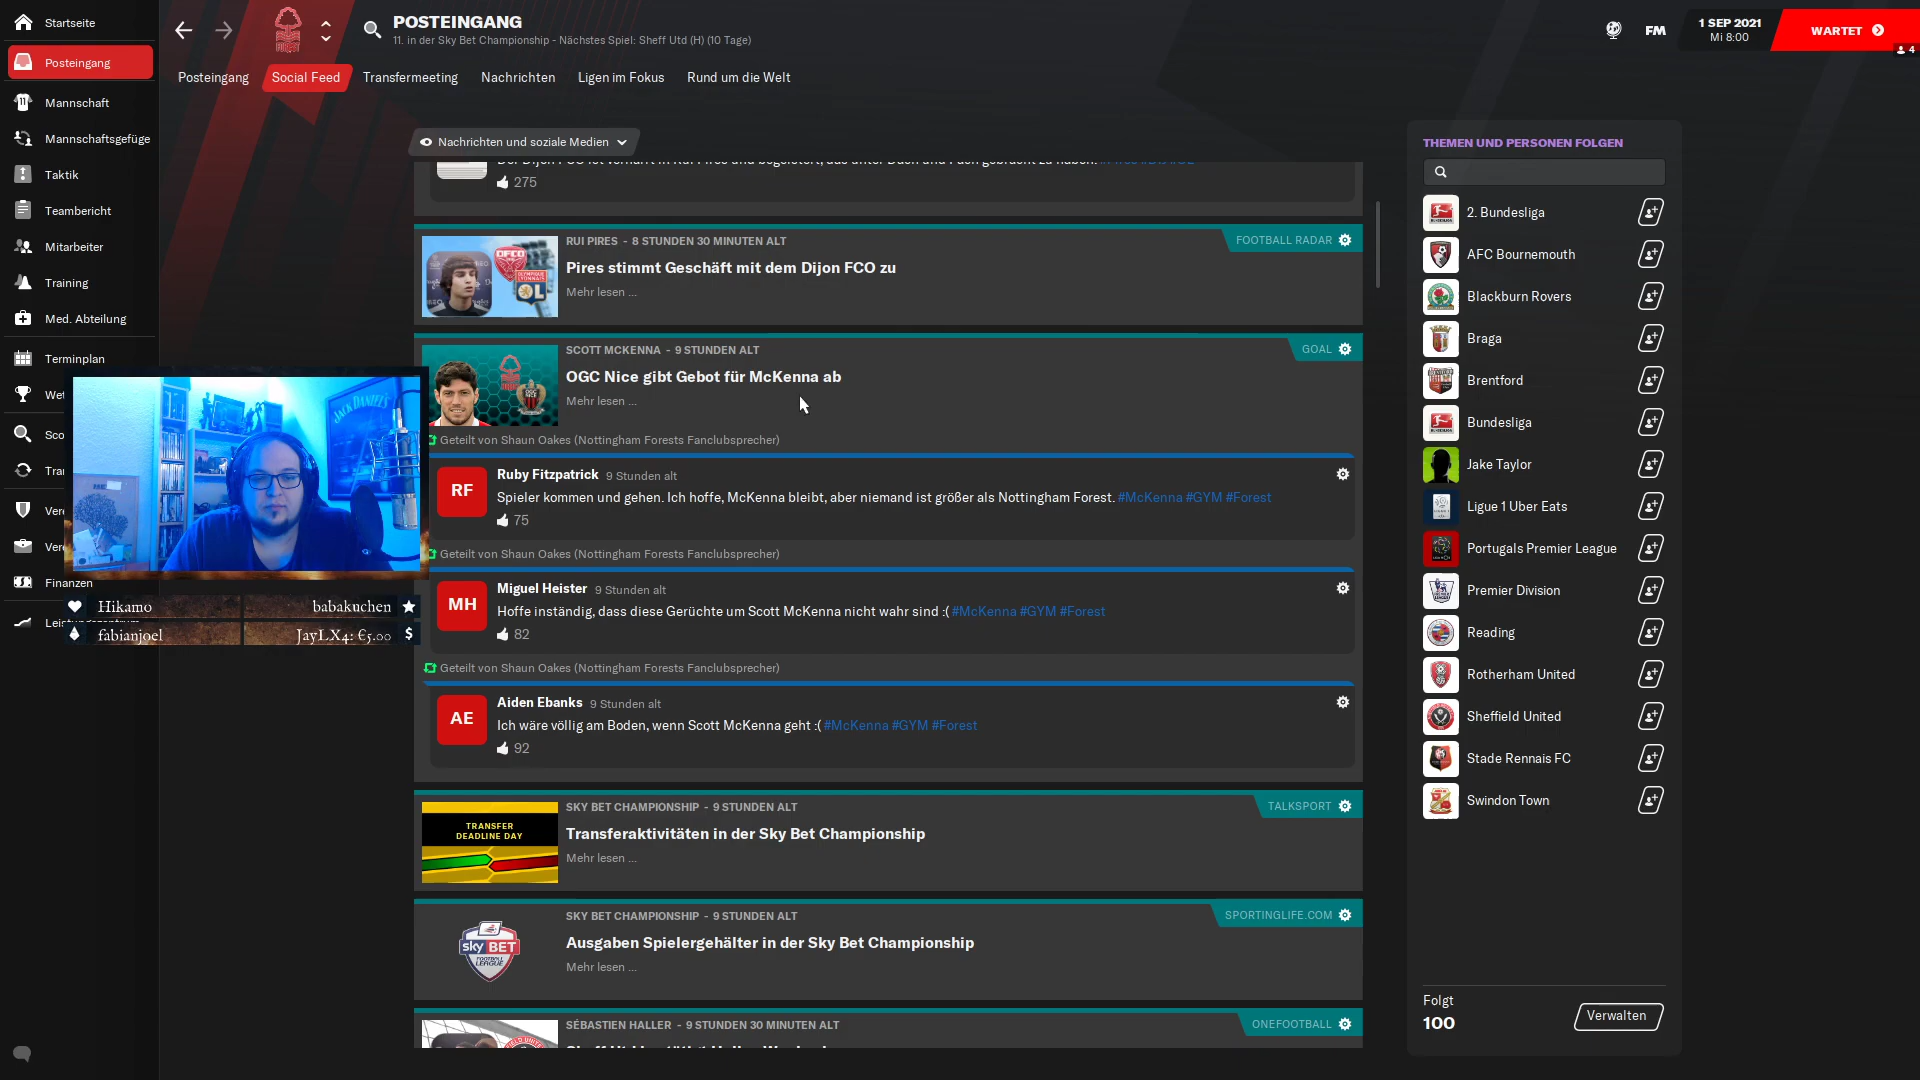 Startseite
Posteingang
Mannschaft
Mannschaftsgefüge
Taktik
Teambericht
Mitarbeiter
Training
Med. Abteilung
Terminplan
Finanzen
POSTEINGANG
11. in der Sky Bet Championship - Nächstes Spiel: Sheff Utd (H) (10 Tage)
FM
1 SEP 2021
Mi 8:00
WARTET
4
Posteingang
Social Feed
Transfermeeting
Nachrichten
Ligen im Fokus
Rund um die Welt
Nachrichten und soziale Medien
275
RUI PIRES - 8 STUNDEN 30 MINUTEN ALT
FOOTBALL RADAR
Pires stimmt Geschäft mit dem Dijon FCO zu
Mehr lesen ...
SCOTT MCKENNA - 9 STUNDEN ALT
GOAL
OGC Nice gibt Gebot für McKenna ab
Mehr lesen ...
Geteilt von Shaun Oakes (Nottingham Forests Fanclubsprecher)
RF
Ruby Fitzpatrick 9 Stunden alt
Spieler kommen und gehen. Ich hoffe, McKenna bleibt, aber niemand ist größer als Nottingham Forest. #McKenna #GYM #Forest
75
Geteilt von Shaun Oakes (Nottingham Forests Fanclubsprecher)
MH
Miguel Heister 9 Stunden alt
Hoffe inständig, dass diese Gerüchte um Scott McKenna nicht wahr sind :( #McKenna #GYM #Forest
82
Geteilt von Shaun Oakes (Nottingham Forests Fanclubsprecher)
AE
Aiden Ebanks 9 Stunden alt
Ich wäre völlig am Boden, wenn Scott McKenna geht :( #McKenna #GYM #Forest
92
TRANSFER
DEADLINE DAY
SKY BET CHAMPIONSHIP - 9 STUNDEN ALT
TALKSPORT
Transferaktivitäten in der Sky Bet Championship
Mehr lesen ...
sky BET
SKY BET CHAMPIONSHIP - 9 STUNDEN ALT
SPORTINGLIFE.COM
Ausgaben Spielergehälter in der Sky Bet Championship
Mehr lesen ...
SÉBASTIEN HALLER - 9 STUNDEN 30 MINUTEN ALT
ONEFOOTBALL
JACK DANIEL'S
Hikamo
babakuchen
fabianjoel
JayLX4: €5.00
THEMEN UND PERSONEN FOLGEN
2. Bundesliga
AFC Bournemouth
Blackburn Rovers
Braga
Brentford
Bundesliga
Jake Taylor
Ligue 1 Uber Eats
Portugals Premier League
Premier Division
Reading
Rotherham United
Sheffield United
Stade Rennais FC
Swindon Town
Folgt
100
Verwalten